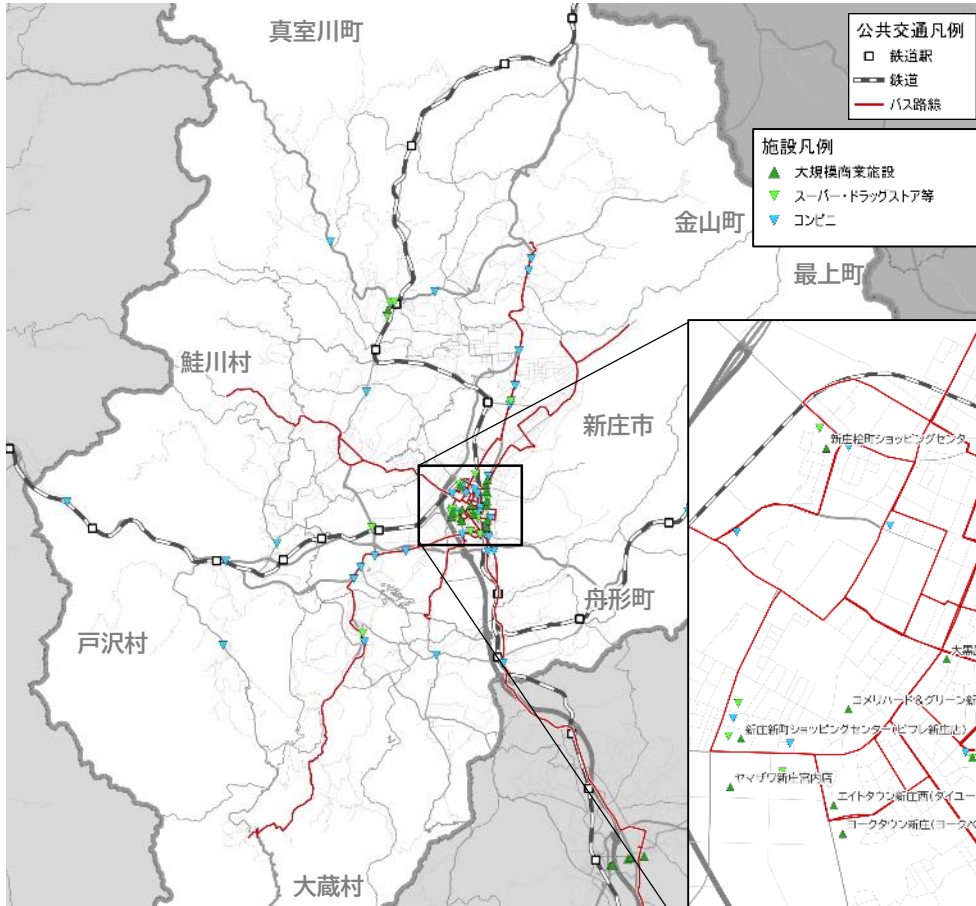 真室川町
公共交通凡例
鉄道駅
鉄道
バス路線
施設凡例
大規模商業施設
スーパー・ドラッグストア等
コンビニ
金山町
最上町
鮭川村
新庄市
舟形町
戸沢村
大蔵村
新庄桧町ショッピングセンタ
大黒
コメリハード&グリーン新
新庄新町ショッピングセンター(ビフレ新庄店)
ヤマザワ新庄宮内店
エイトタウン新庄西(ダイユー
ヨークタウン新庄(ヨークベ